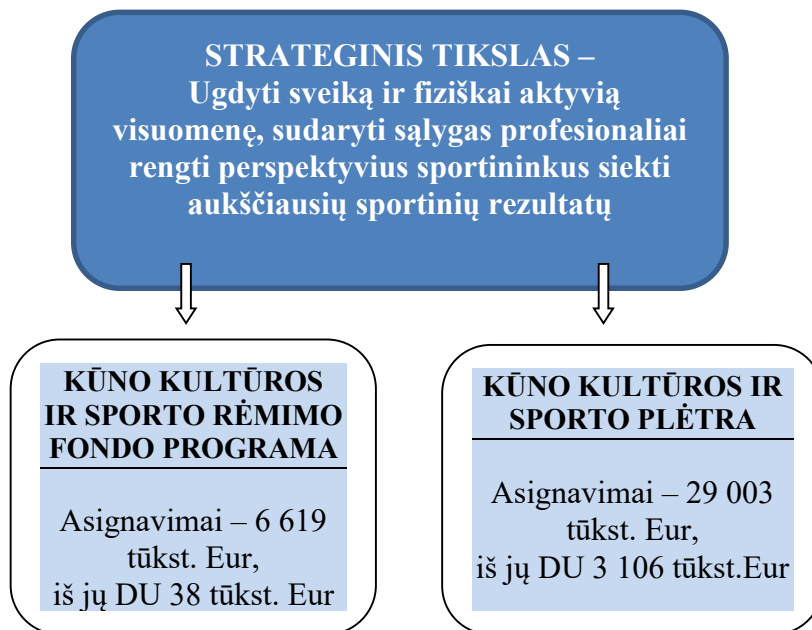 STRATEGINIS TIKSLAS –
Ugdyti sveiką ir fiziškai aktyvią
visuomenę, sudaryti sąlygas profesionaliai
rengti perspektyvius sportininkus siekti
aukščiausių sportinių rezultatų
KŪNO KULTŪROS
IR SPORTO RĖMIMO
FONDO PROGRAMA
Asignavimai – 6 619
tūkst. Eur,
iš jų DU 38 tūkst. Eur
KŪNO KULTŪROS IR
SPORTO PLĖTRA
Asignavimai – 29 003
tūkst. Eur,
iš jų DU 3 106 tūkst.Eur